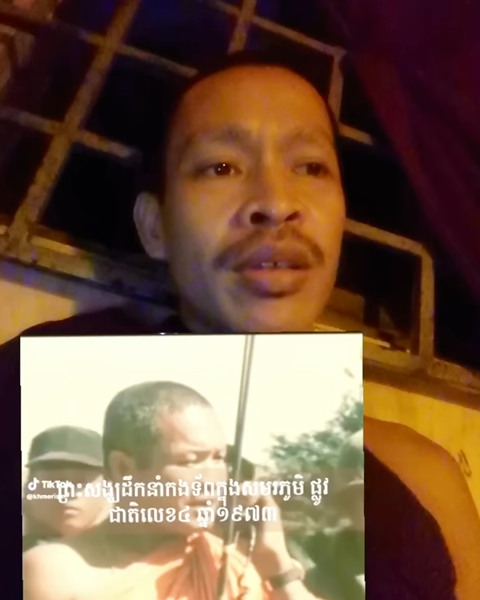 ព្រះសង្ឃដឹកនាំកងទ័ពក្នុងសមរភូមិ ផ្លូវ
ជាតិលេខ៤ ឆ្នាំ១៩៧៣
TikTok